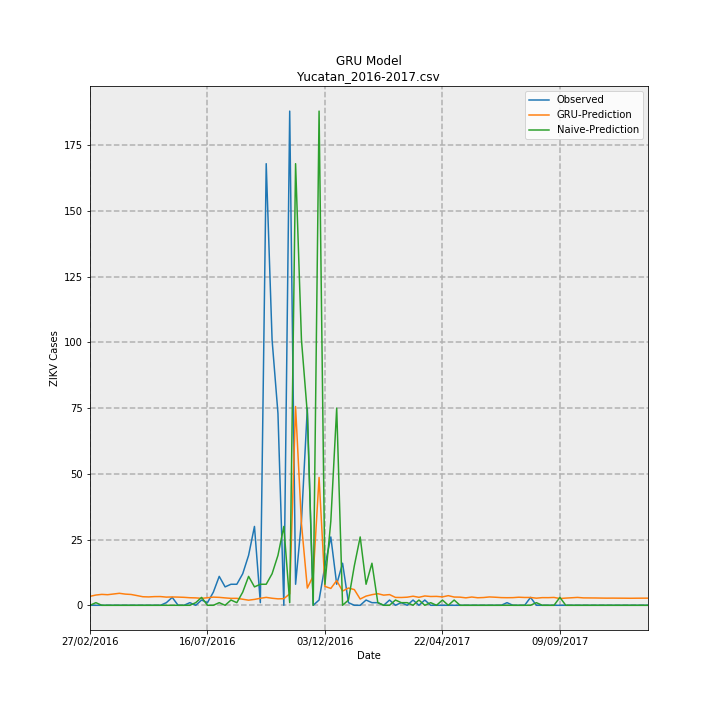 GRU Model
Yucatan_2016-2017.csv
Observed
GRU-Prediction
Naive-Prediction
175
150
125
100
75
50
25
0
ZIKV Cases
27/02/2016
16/07/2016
03/12/2016
22/04/2017
09/09/2017
Date